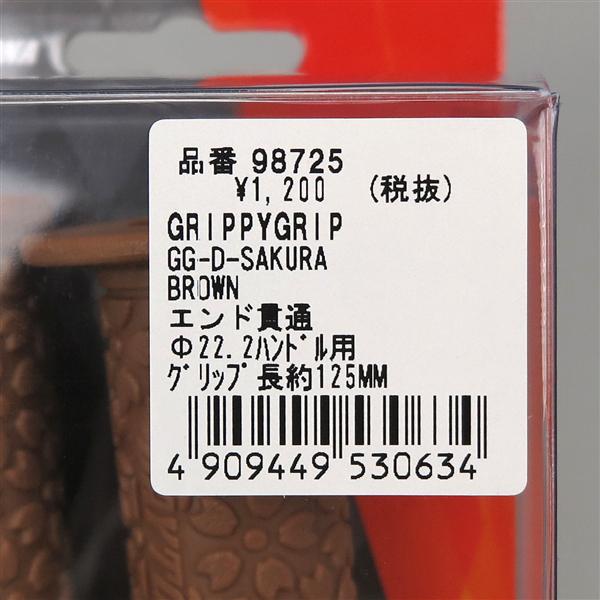 品番 98725
¥1,200 (税抜)
GRIPPYGRIP
GG-D-SAKURA
BROWN
エンド貫通
Φ22.2ﾊﾝﾄﾞﾙ用
ｸﾞﾘｯﾌﾟ長約125MM
4 909449 530634